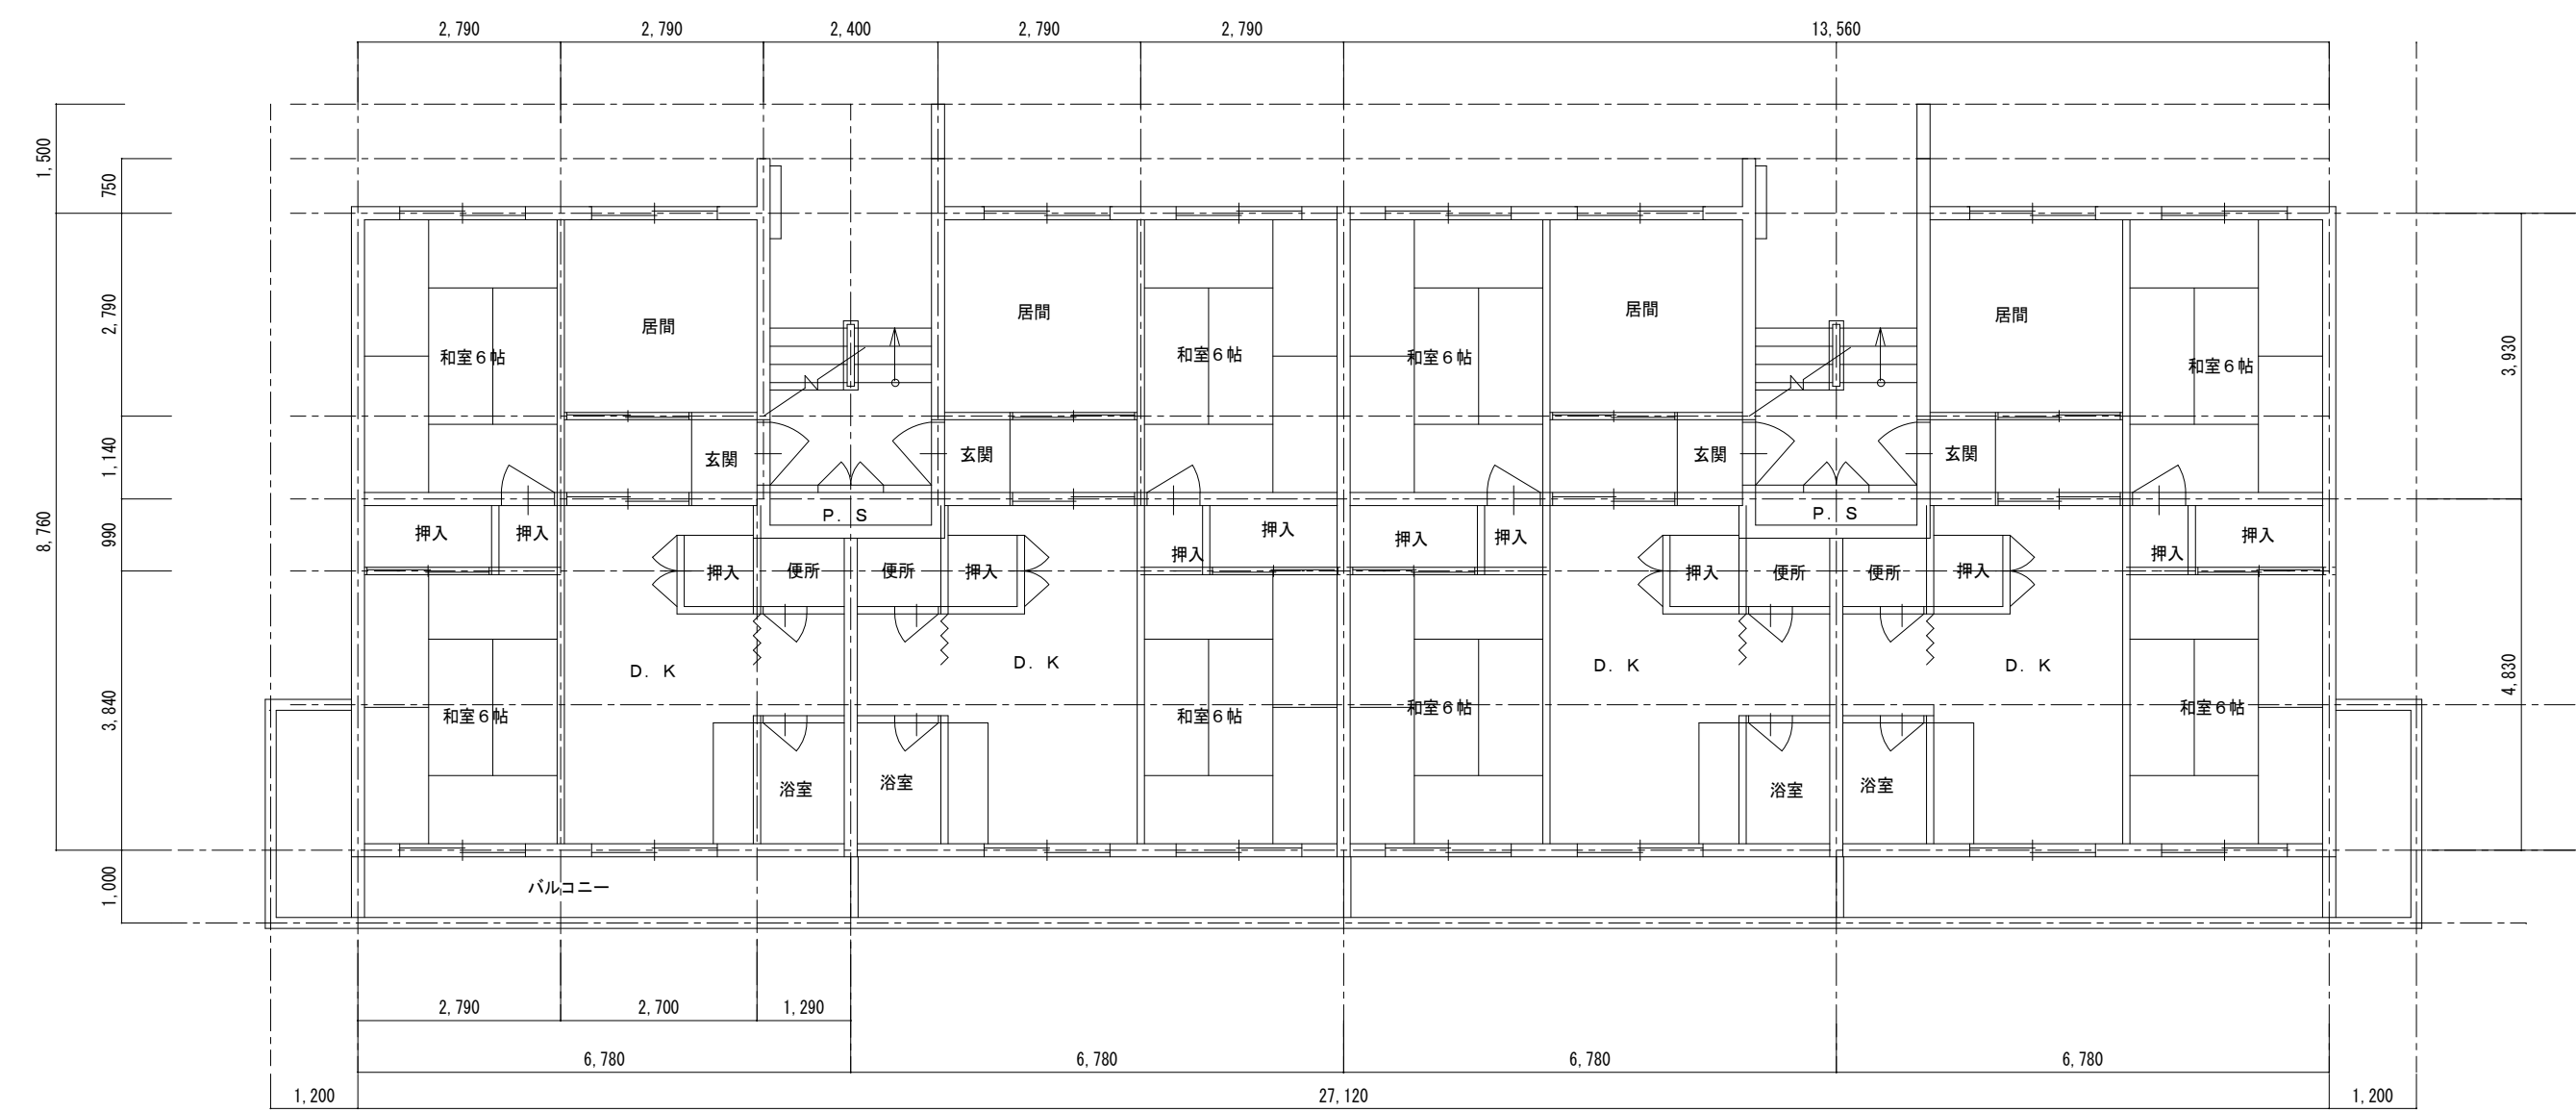 2,790
2,790
2,400
2,790
2,790
13,560
1,500
750
2,790
1,140
8,760
990
3,840
1,000
3,930
4,830
居間
居間
居間
居間
和室６帖
和室６帖
和室６帖
和室６帖
玄関
玄関
玄関
玄関
Ｐ．Ｓ
Ｐ．Ｓ
押入
押入
押入
押入
押入
押入
押入
押入
押入
便所
便所
押入
押入
便所
便所
押入
Ｄ．Ｋ
Ｄ．Ｋ
Ｄ．Ｋ
Ｄ．Ｋ
和室６帖
和室６帖
和室６帖
和室６帖
浴室
浴室
浴室
浴室
バルコニー
2,790
2,700
1,290
6,780
6,780
6,780
6,780
1,200
27,120
1,200